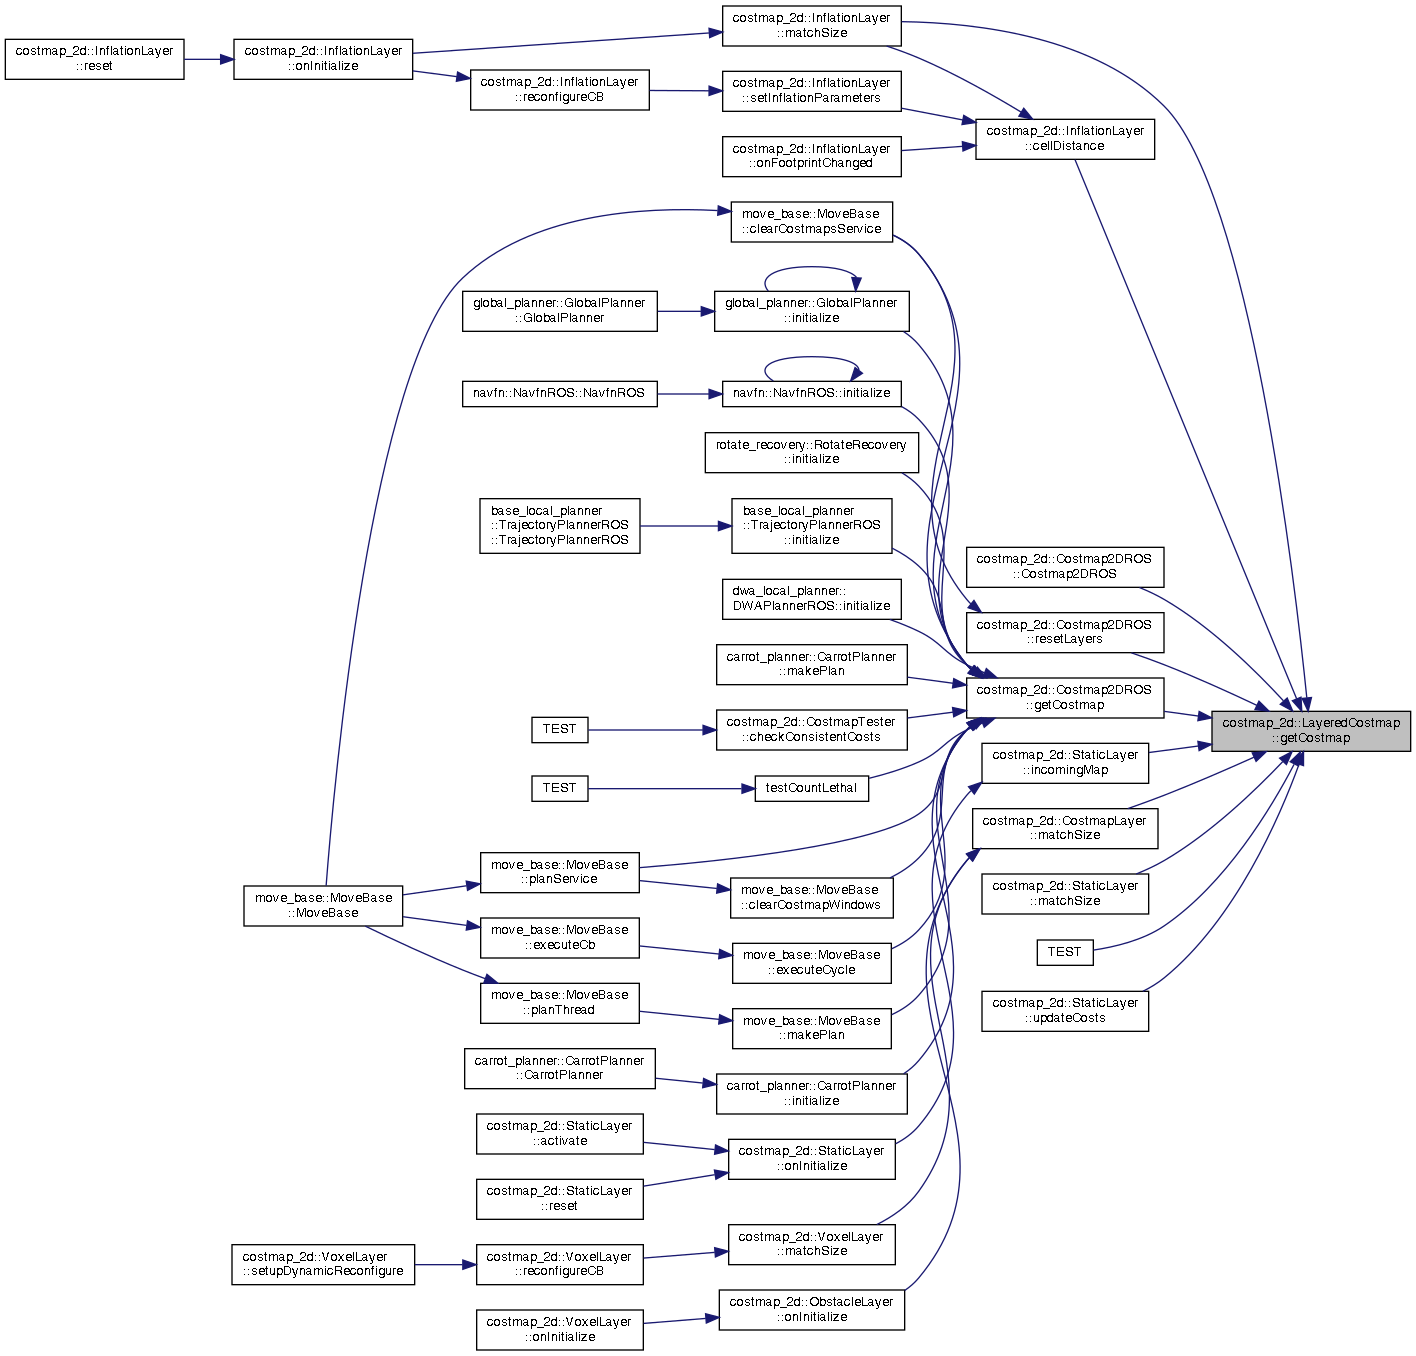 costmap_2d::InflationLayer
::matchSize
costmap_2d::InflationLayer
::reset
costmap_2d::InflationLayer
::onInitialize
costmap_2d::InflationLayer
::reconfigureCB
costmap_2d::InflationLayer
::setInflationParameters
costmap_2d::InflationLayer
::cellDistance
costmap_2d::InflationLayer
::onFootprintChanged
move_base::MoveBase
::clearCostmapsService
global_planner::GlobalPlanner
::GlobalPlanner
global_planner::GlobalPlanner
::initialize
navfn::NavfnROS::NavfnROS
navfn::NavfnROS::initialize
rotate_recovery::RotateRecovery
::initialize
base_local_planner
::TrajectoryPlannerROS
::TrajectoryPlannerROS
base_local_planner
::TrajectoryPlannerROS
::initialize
costmap_2d::Costmap2DROS
::Costmap2DROS
dwa_local_planner::
DWAPlannerROS::initialize
costmap_2d::Costmap2DROS
::resetLayers
carrot_planner::CarrotPlanner
::makePlan
costmap_2d::Costmap2DROS
::getCostmap
costmap_2d::LayeredCostmap
::getCostmap
TEST
costmap_2d::CostmapTester
::checkConsistentCosts
costmap_2d::StaticLayer
::incomingMap
TEST
testCountLethal
costmap_2d::CostmapLayer
::matchSize
move_base::MoveBase
::planService
move_base::MoveBase
::clearCostmapWindows
costmap_2d::StaticLayer
::matchSize
move_base::MoveBase
::MoveBase
move_base::MoveBase
::executeCb
move_base::MoveBase
::executeCycle
TEST
move_base::MoveBase
::planThread
move_base::MoveBase
::makePlan
costmap_2d::StaticLayer
::updateCosts
carrot_planner::CarrotPlanner
::CarrotPlanner
carrot_planner::CarrotPlanner
::initialize
costmap_2d::StaticLayer
::activate
costmap_2d::StaticLayer
::onInitialize
costmap_2d::StaticLayer
::reset
costmap_2d::VoxelLayer
::setupDynamicReconfigure
costmap_2d::VoxelLayer
::reconfigureCB
costmap_2d::VoxelLayer
::matchSize
costmap_2d::VoxelLayer
::onInitialize
costmap_2d::ObstacleLayer
::onInitialize